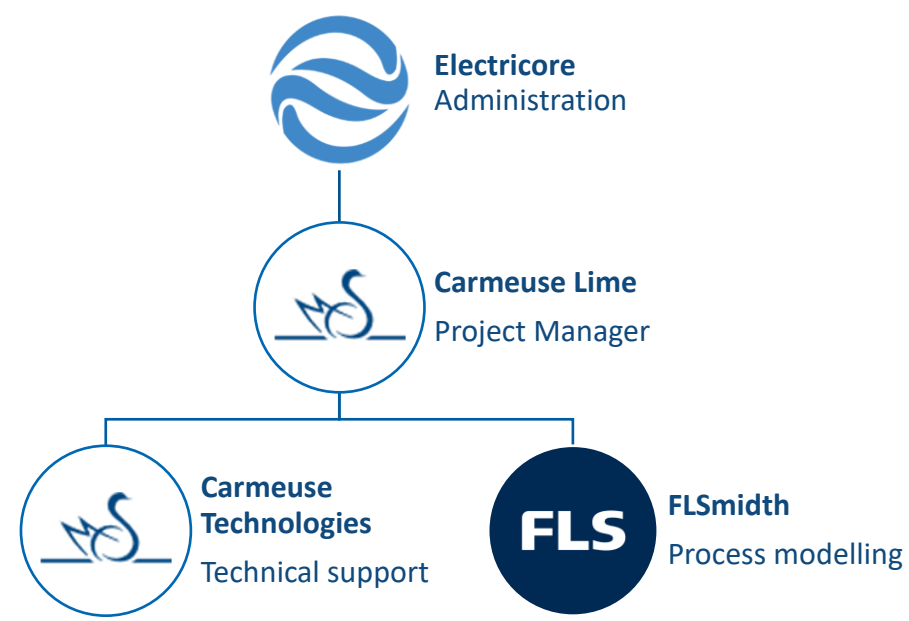 Electricore
Administration
Carmeuse Lime
Project Manager
Carmeuse
Technologies
Technical support
FLS
FLSmidth
Process modelling